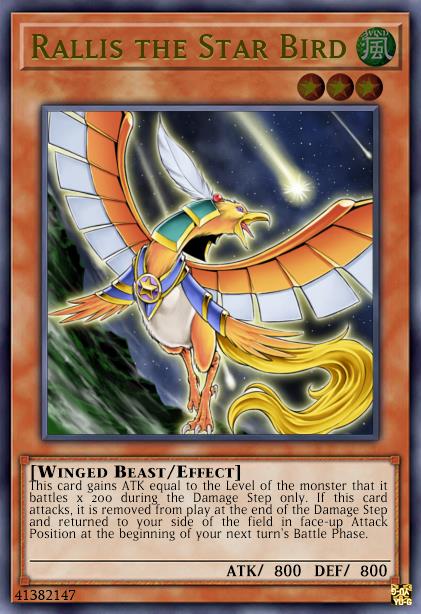 Rallis the Star Bird
WIND
風
[Winged Beast/Effect]
This card gains ATK equal to the Level of the monster that it
battles x 200 during the Damage Step only. If this card
attacks, it is removed from play at the end of the Damage Step
and returned to your side of the field in face-up Attack
Position at the beginning of your next turn's Battle Phase.
ATK/ 800 DEF/ 800
41382147